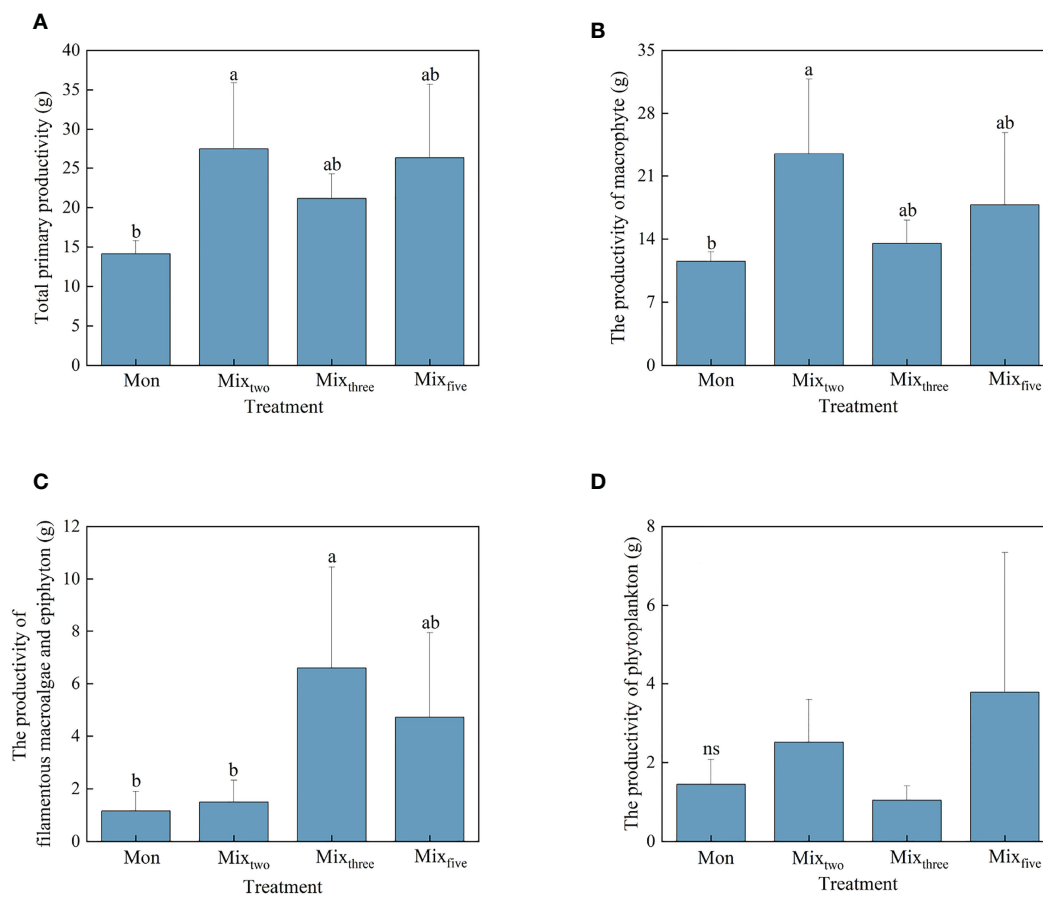 A
Total primary productivity (g)
40
35
30
25
20
15
10
5
0
b
a
ab
ab
Mon Mixtwo Mixthree Mixfive
Treatment
B
The productivity of macrophyte (g)
35
28
21
14
7
0
b
a
ab
ab
Mon Mixtwo Mixthree Mixfive
Treatment
C
The productivity of
filamentous macroalgae and epiphyton (g)
12
10
8
6
4
2
0
b
b
a
ab
Mon Mixtwo Mixthree Mixfive
Treatment
D
The productivity of phytoplankton (g)
8
6
4
2
0
ns
Mon Mixtwo Mixthree Mixfive
Treatment